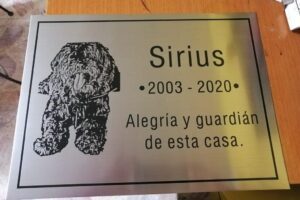 Sirius
•2003 - 2020•
Alegría y guardián
de esta casa.